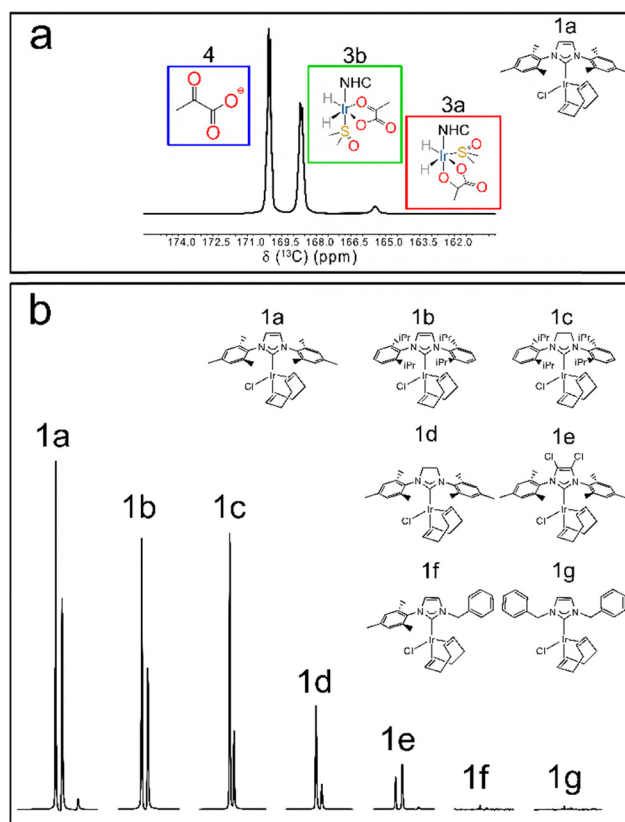 a
4
3b
3a
1a
O
O⊖
O
NHC
H
Ir
O
H
O
O
S
O
NHC
H
O
Ir
S
H
O
O
O
N
N
Ir
Cl
174.0 172.5 171.0 169.5 168.0 166.5 165.0 163.5 162.0
δ (¹³C) (ppm)
b
1a
1b
1c
N
N
Ir
Cl
iPr
iPr
N
N
iPr
iPr
Ir
Cl
iPr
iPr
N
N
iPr
iPr
Ir
Cl
1d
1e
N
N
Ir
Cl
Cl
Cl
N
N
Ir
Cl
1f
1g
N
N
Ir
Cl
N
N
Ir
Cl
1a
1b
1c
1d
1e
1f
1g